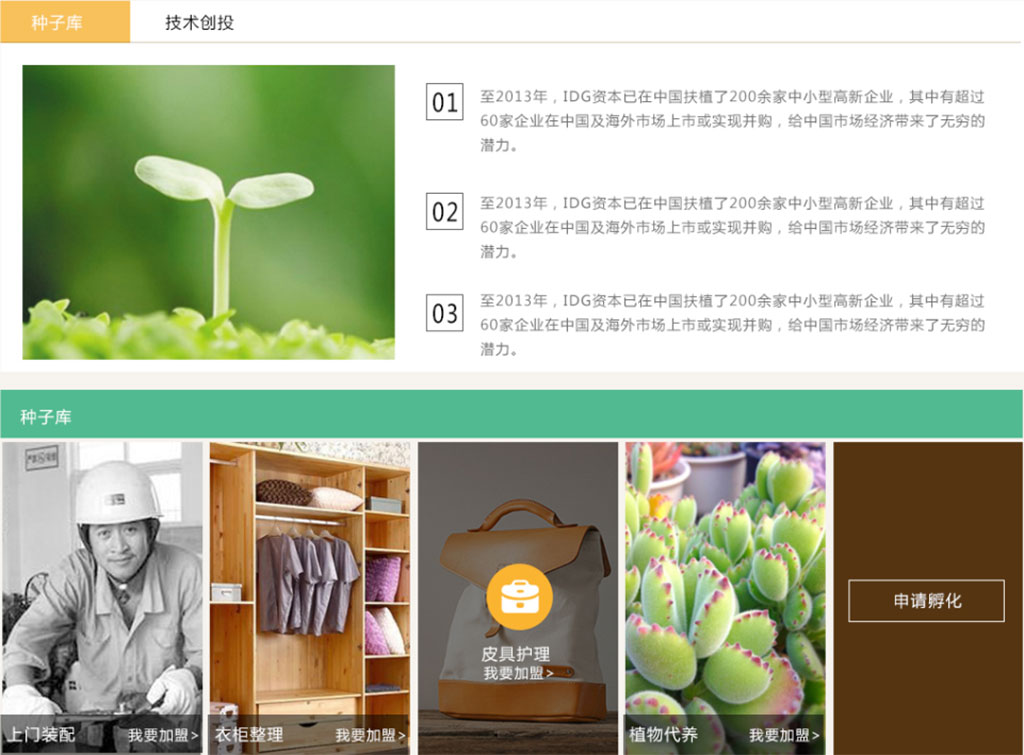 种子库
技术创投
01
至2013年，IDG资本已在中国扶植了200余家中小型高新企业，其中有超过
60家企业在中国及海外市场上市或实现并购，给中国市场经济带来了无穷的
潜力。
02
至2013年，IDG资本已在中国扶植了200余家中小型高新企业，其中有超过
60家企业在中国及海外市场上市或实现并购，给中国市场经济带来了无穷的
潜力。
03
至2013年，IDG资本已在中国扶植了200余家中小型高新企业，其中有超过
60家企业在中国及海外市场上市或实现并购，给中国市场经济带来了无穷的
潜力。
种子库
上门装配 我要加盟>
衣柜整理 我要加盟>
皮具护理
我要加盟>
植物代养 我要加盟>
申请孵化